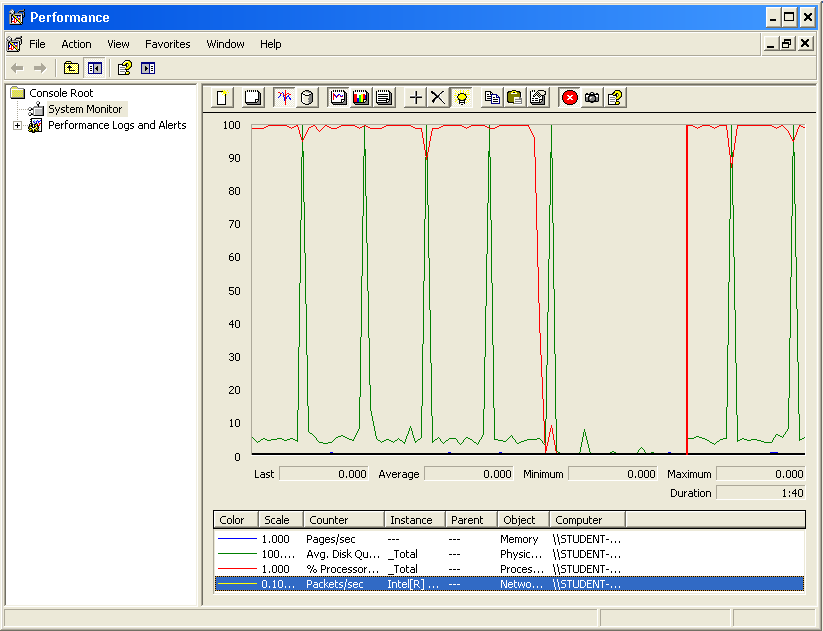 Performance
File Action View Favorites Window Help
Console Root
System Monitor
Performance Logs and Alerts
100
90
80
70
60
50
40
30
20
10
0
Last 0.000 Average 0.000 Minimum 0.000 Maximum 0.000
Duration 1:40
Color Scale Counter Instance Parent Object Computer
1.000 Pages/sec --- --- Memory \\STUDENT-...
100.... Avg. Disk Qu... _Total --- Physic... \\STUDENT-...
1.000 % Processor... _Total --- Proces... \\STUDENT-...
0.10... Packets/sec Intel[R] ... --- Netwo... \\STUDENT-...